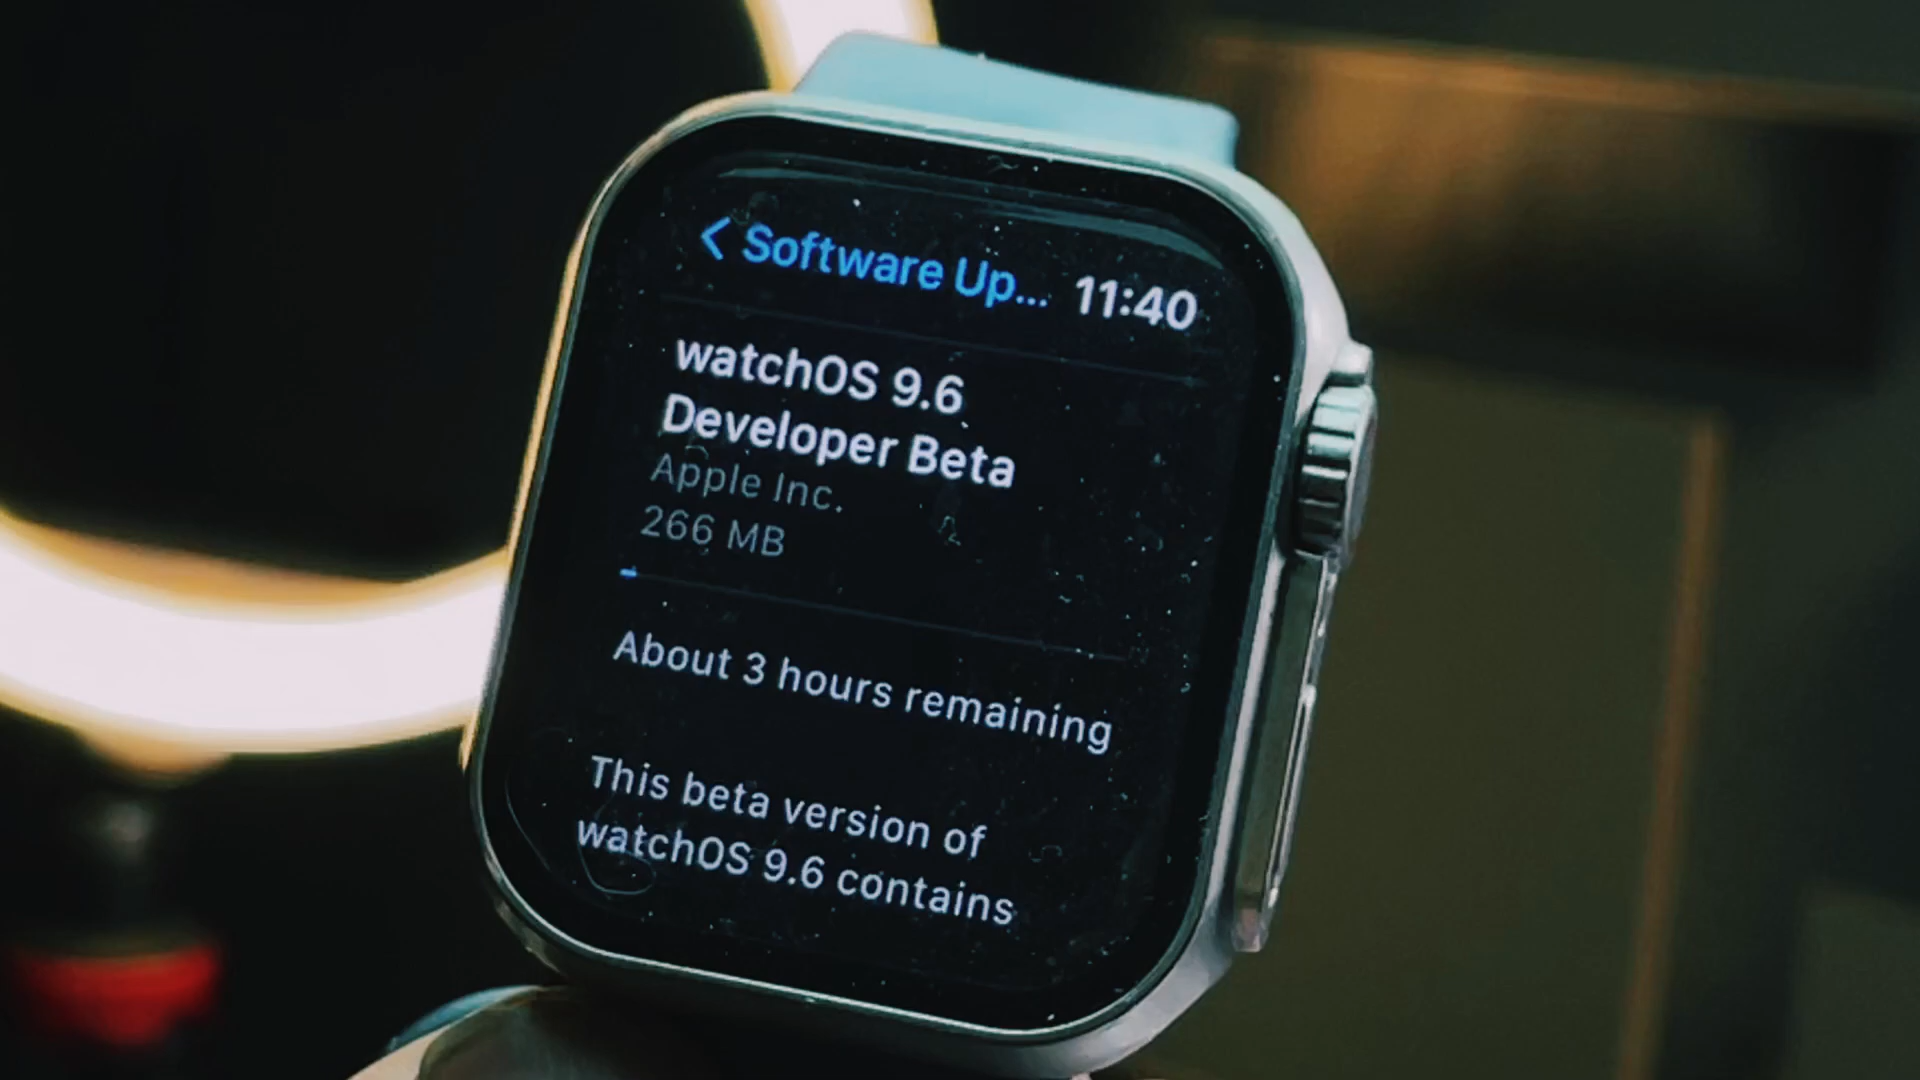 < Software Up... 11:40
watchOS 9.6
Developer Beta
Apple Inc.
266 MB
About 3 hours remaining
This beta version of
watchOS 9.6 contains